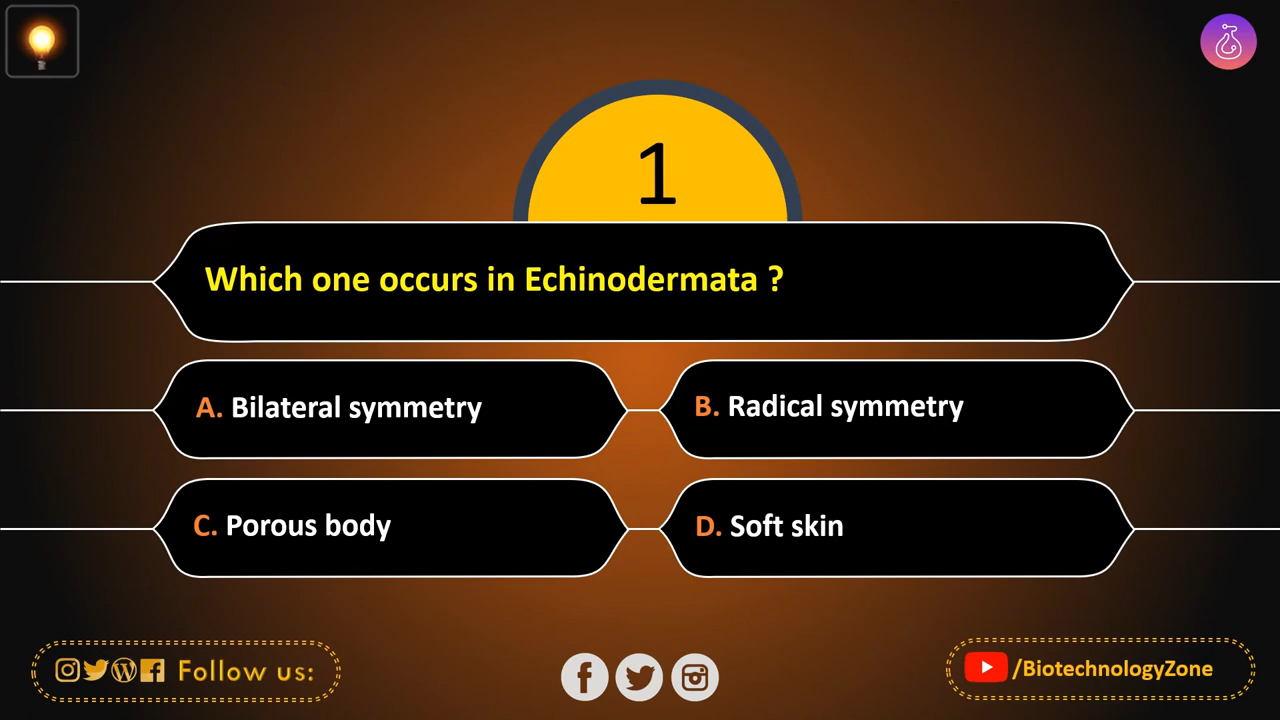 1
Which one occurs in Echinodermata ?
A. Bilateral symmetry
B. Radical symmetry
C. Porous body
D. Soft skin
Follow us:
/BiotechnologyZone